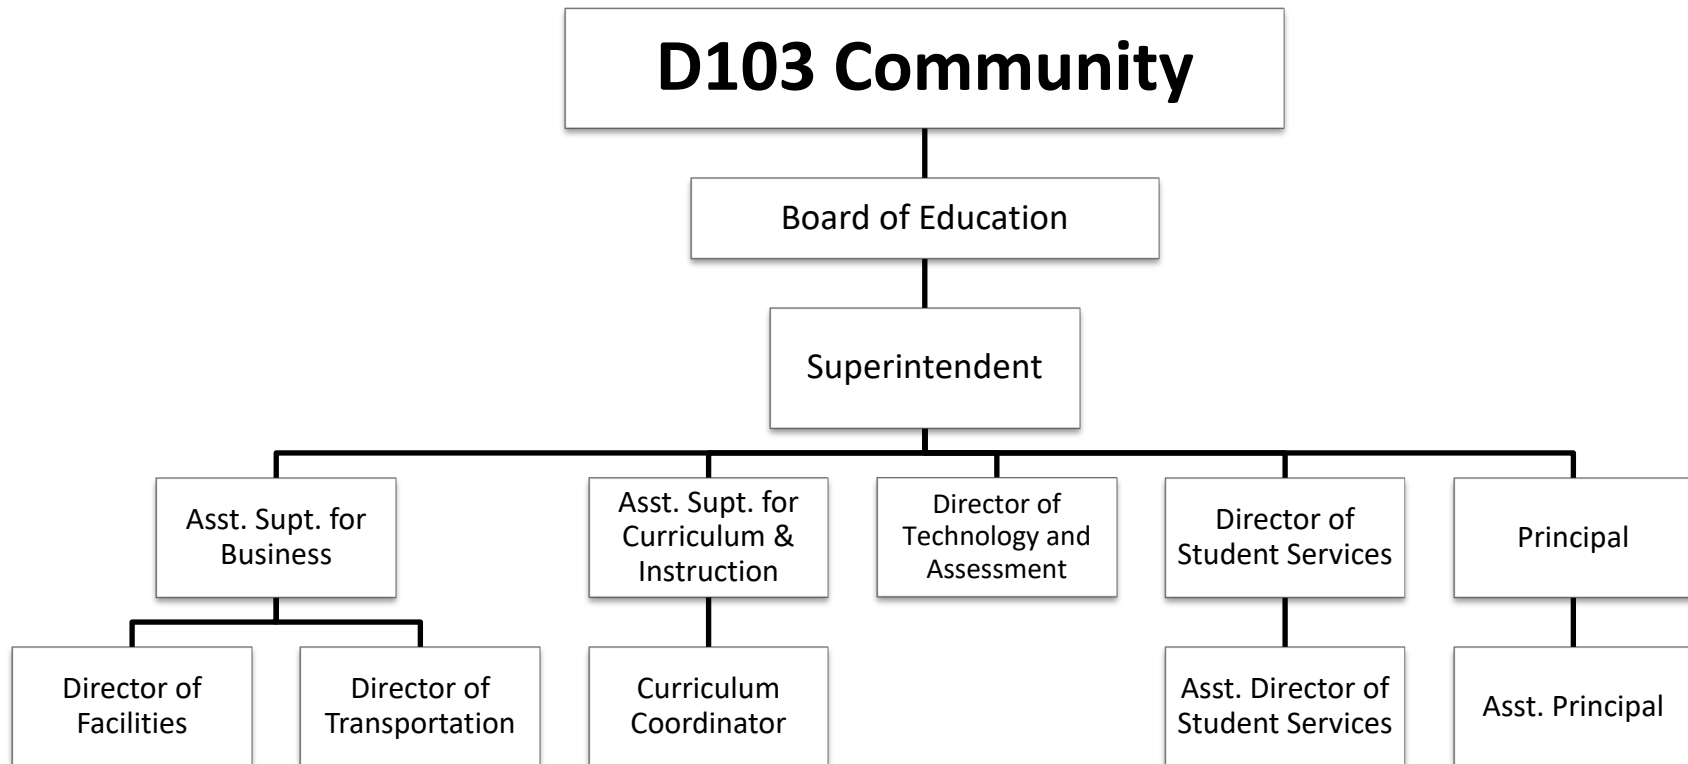 D103 Community
Board of Education
Superintendent
Asst. Supt. for
Business
Asst. Supt. for
Curriculum &
Instruction
Director of
Technology and
Assessment
Director of
Student Services
Principal
Director of
Facilities
Director of
Transportation
Curriculum
Coordinator
Asst. Director of
Student Services
Asst. Principal